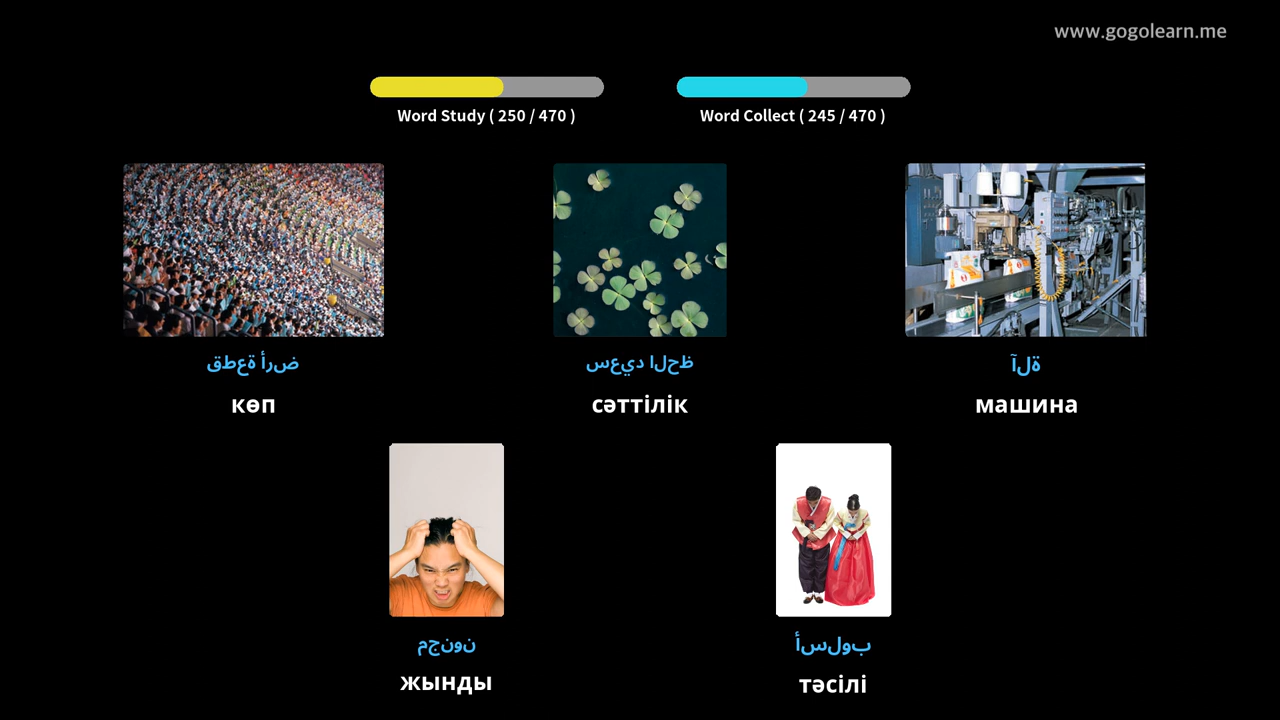 www.gogolearn.me
Word Study ( 250 / 470 )
Word Collect ( 245 / 470 )
قطعة أرض
سعيد الحظ
آلة
көп
сәттілік
машина
مجنون
أسلوب
жынды
тәсілі